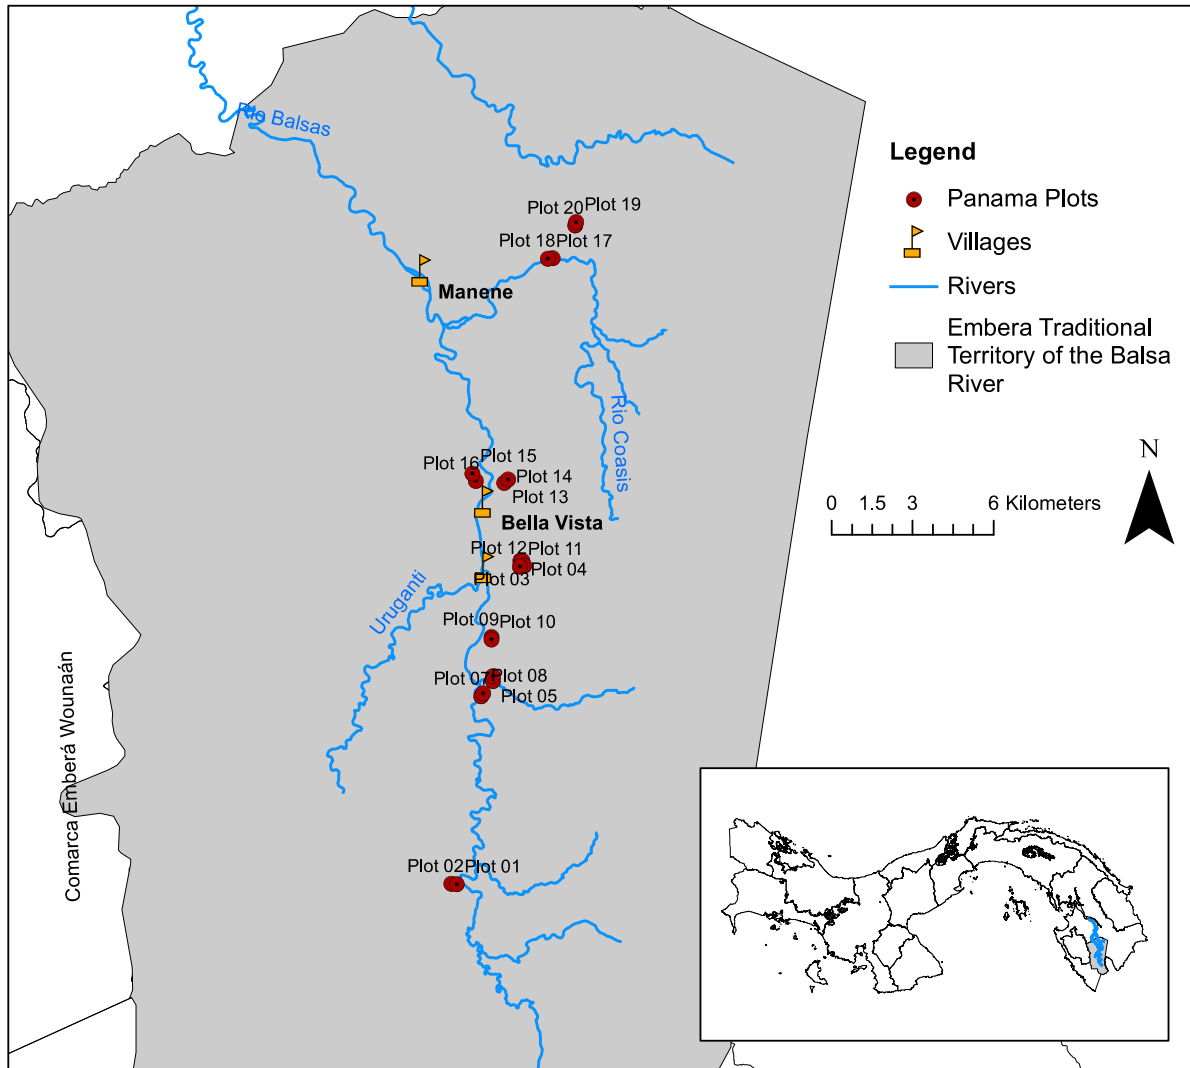 Rio Balsas
Legend
Panama Plots
Villages
Rivers
Embera Traditional
Territory of the Balsa
River
Plot 20
Plot 19
Plot 18
Plot 17
Manene
Rio Coasis
N
0 1.5 3 6 Kilometers
Plot 15
Plot 16
Plot 14
Plot 13
Bella Vista
Plot 12
Plot 11
Plot 04
Plot 03
Uruganti
Plot 09
Plot 10
Plot 08
Plot 07
Plot 05
Comarca Emberá Wounaán
Plot 02
Plot 01